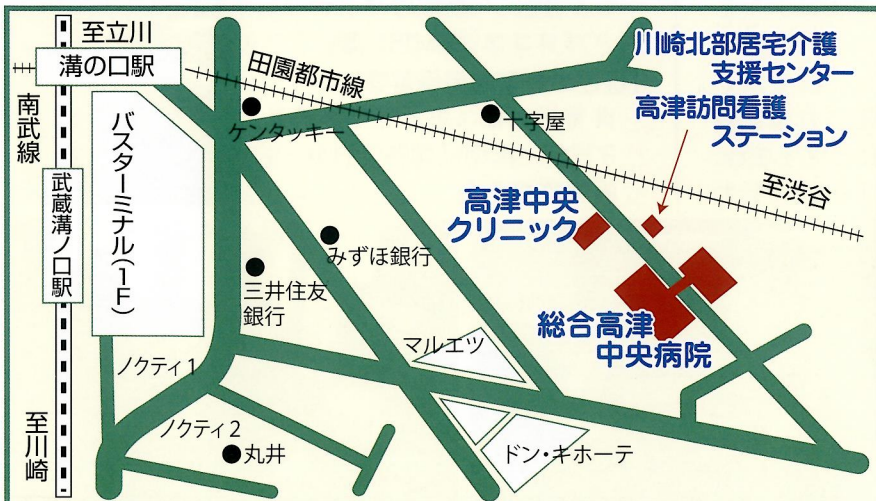 至立川
溝の口駅
南武線
武蔵溝ノ口駅
至川崎
バスターミナル(1F)
田園都市線
ケンタッキー
十字屋
至渋谷
川崎北部居宅介護
支援センター
高津訪問看護
ステーション
高津中央
クリニック
総合高津
中央病院
みずほ銀行
三井住友
銀行
マルエツ
ノクティ1
ノクティ2
丸井
ドン・キホーテ